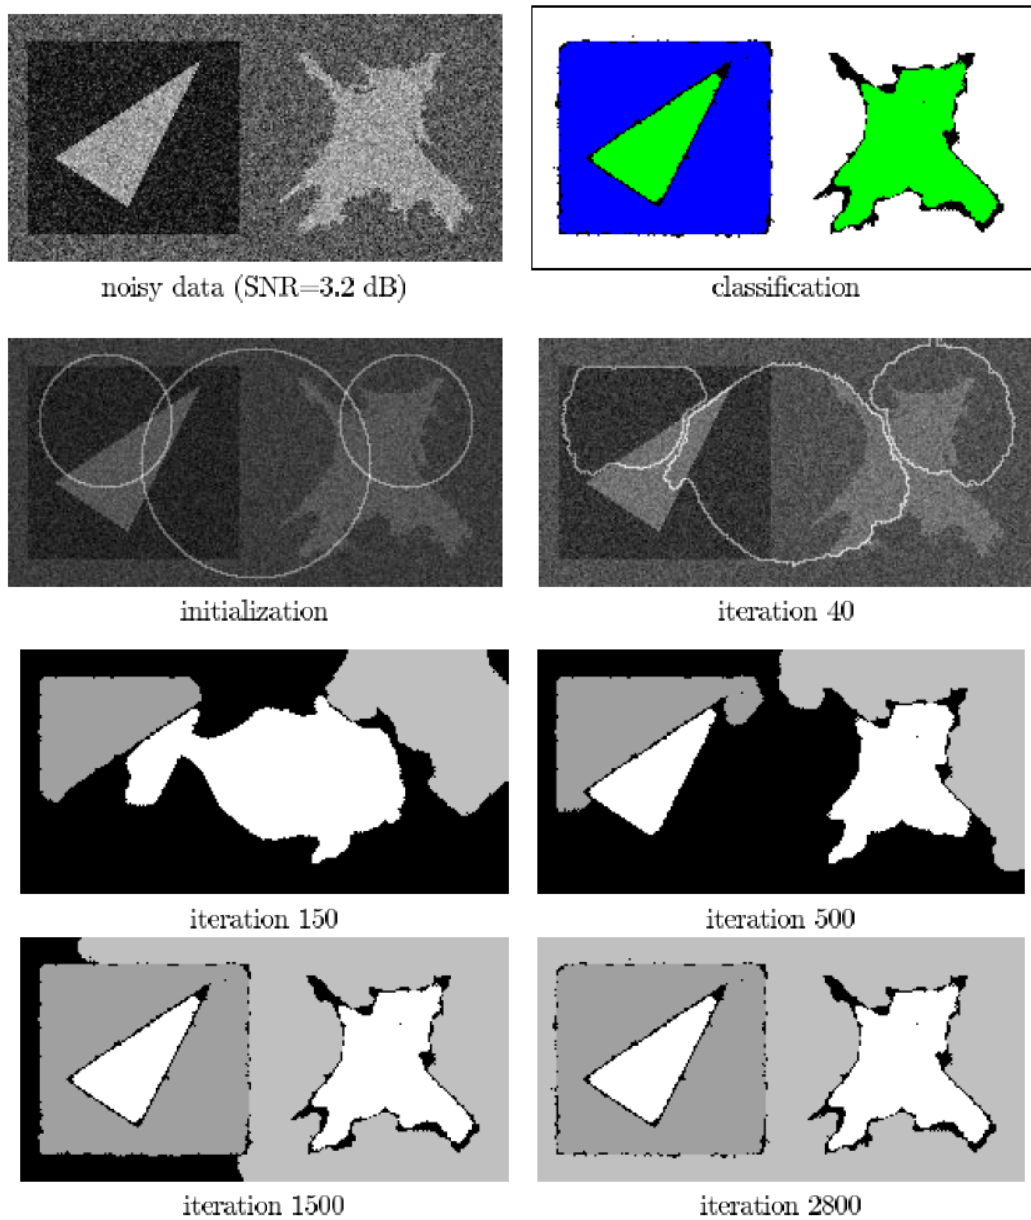 noisy data (SNR=3.2 dB)
classification
initialization
iteration 40
iteration 150
iteration 500
iteration 1500
iteration 2800